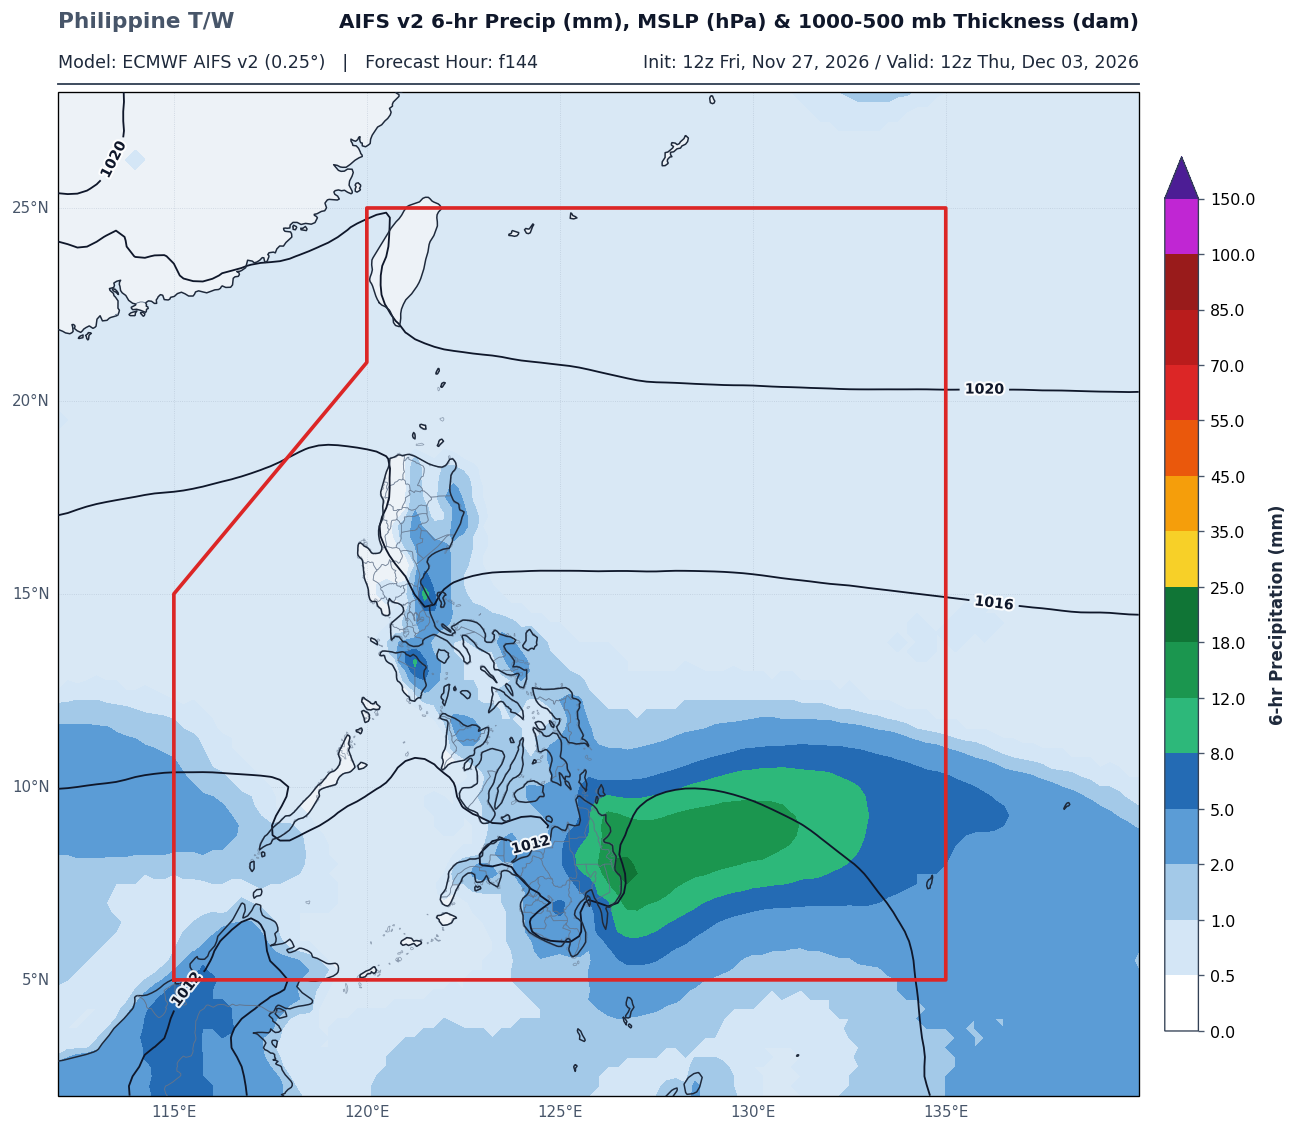 Philippine T/W
AIFS v2 6-hr Precip (mm), MSLP (hPa) & 1000-500 mb Thickness (dam)
Model: ECMWF AIFS v2 (0.25°) | Forecast Hour: f144
Init: 12z Fri, Nov 27, 2026 / Valid: 12z Thu, Dec 03, 2026
1020
1020
1016
1012
1012
25°N
20°N
15°N
10°N
5°N
115°E
120°E
125°E
130°E
135°E
150.0
100.0
85.0
70.0
55.0
45.0
35.0
25.0
18.0
12.0
8.0
5.0
2.0
1.0
0.5
0.0
6-hr Precipitation (mm)